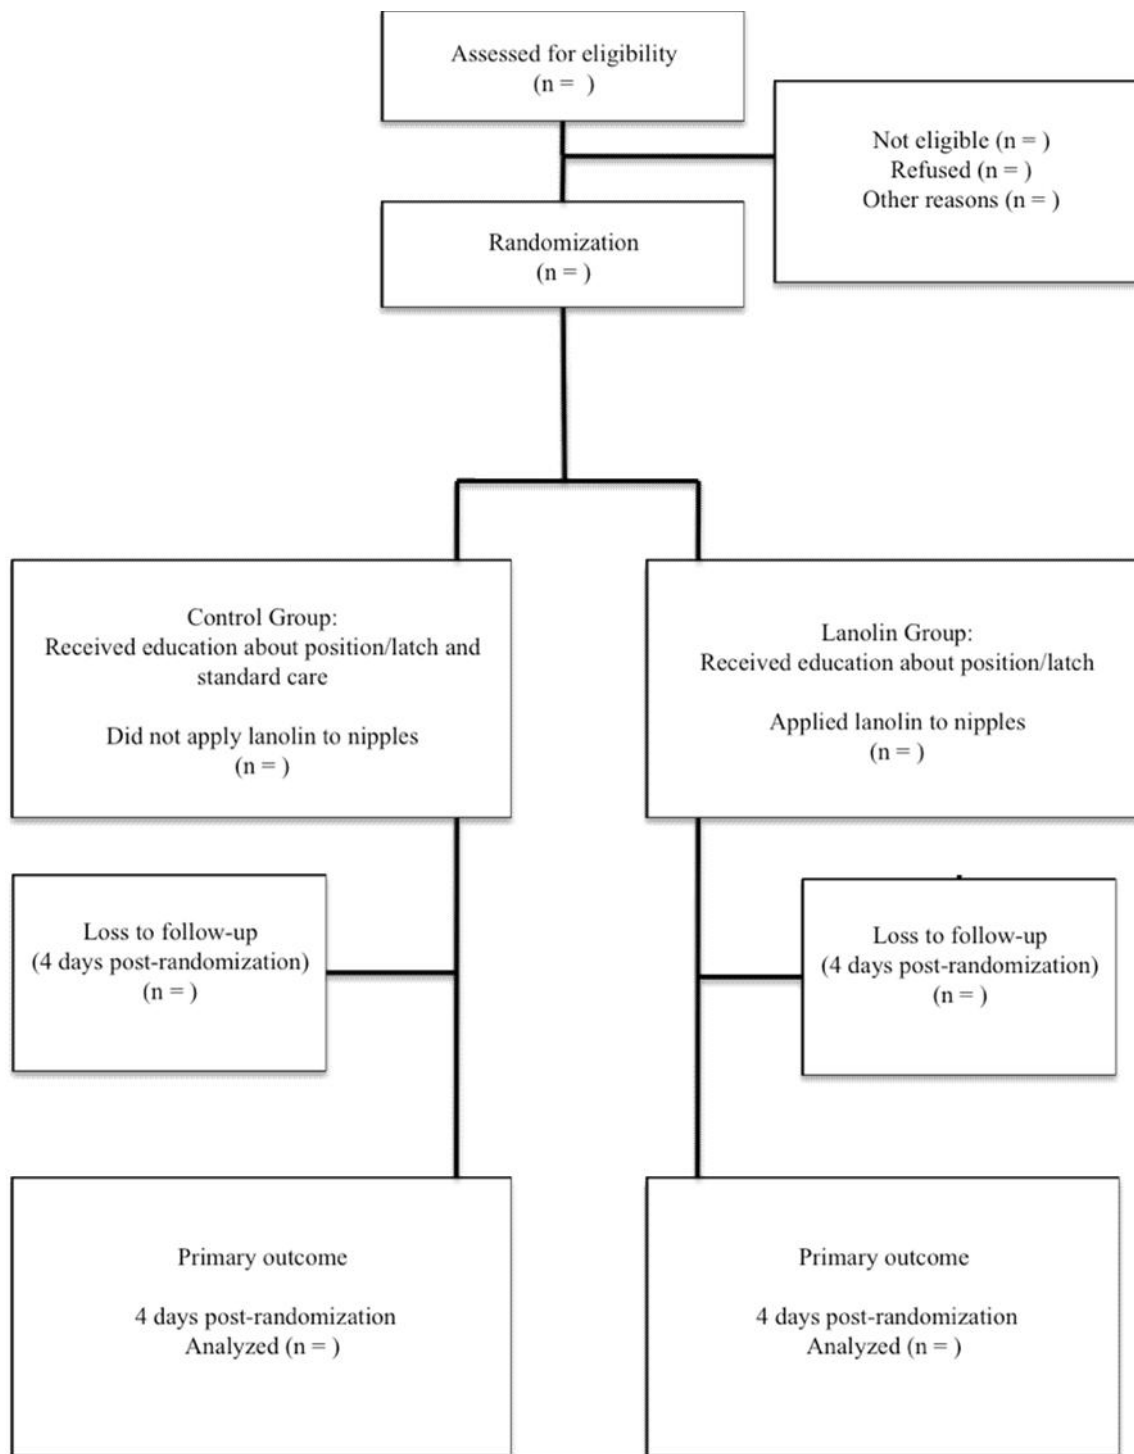 Assessed for eligibility
(n =  )
Not eligible (n = )
Refused (n = )
Other reasons (n = )
Randomization
(n = )
Control Group:
Received education about position/latch and
standard care
Did not apply lanolin to nipples
(n = )
Lanolin Group:
Received education about position/latch
Applied lanolin to nipples
(n = )
Loss to follow-up
(4 days post-randomization)
(n = )
Loss to follow-up
(4 days post-randomization)
(n = )
Primary outcome
4 days post-randomization
Analyzed (n = )
Primary outcome
4 days post-randomization
Analyzed (n = )